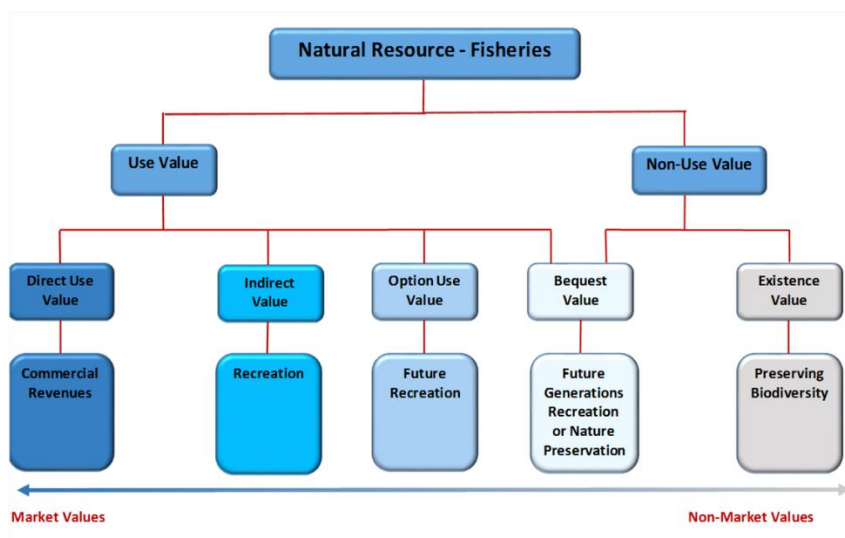 Natural Resource - Fisheries
Use Value
Non-Use Value
Direct Use
Value
Indirect
Value
Option Use
Value
Bequest
Value
Existence
Value
Commercial
Revenues
Recreation
Future
Recreation
Future
Generations
Recreation
or Nature
Preservation
Preserving
Biodiversity
Market Values
Non-Market Values